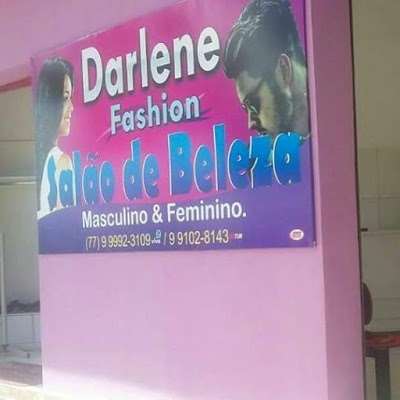 Darlene
Fashion
Salão de Beleza
Masculino & Feminino.
(77) 9 9992-3109 / 9 9102-8143